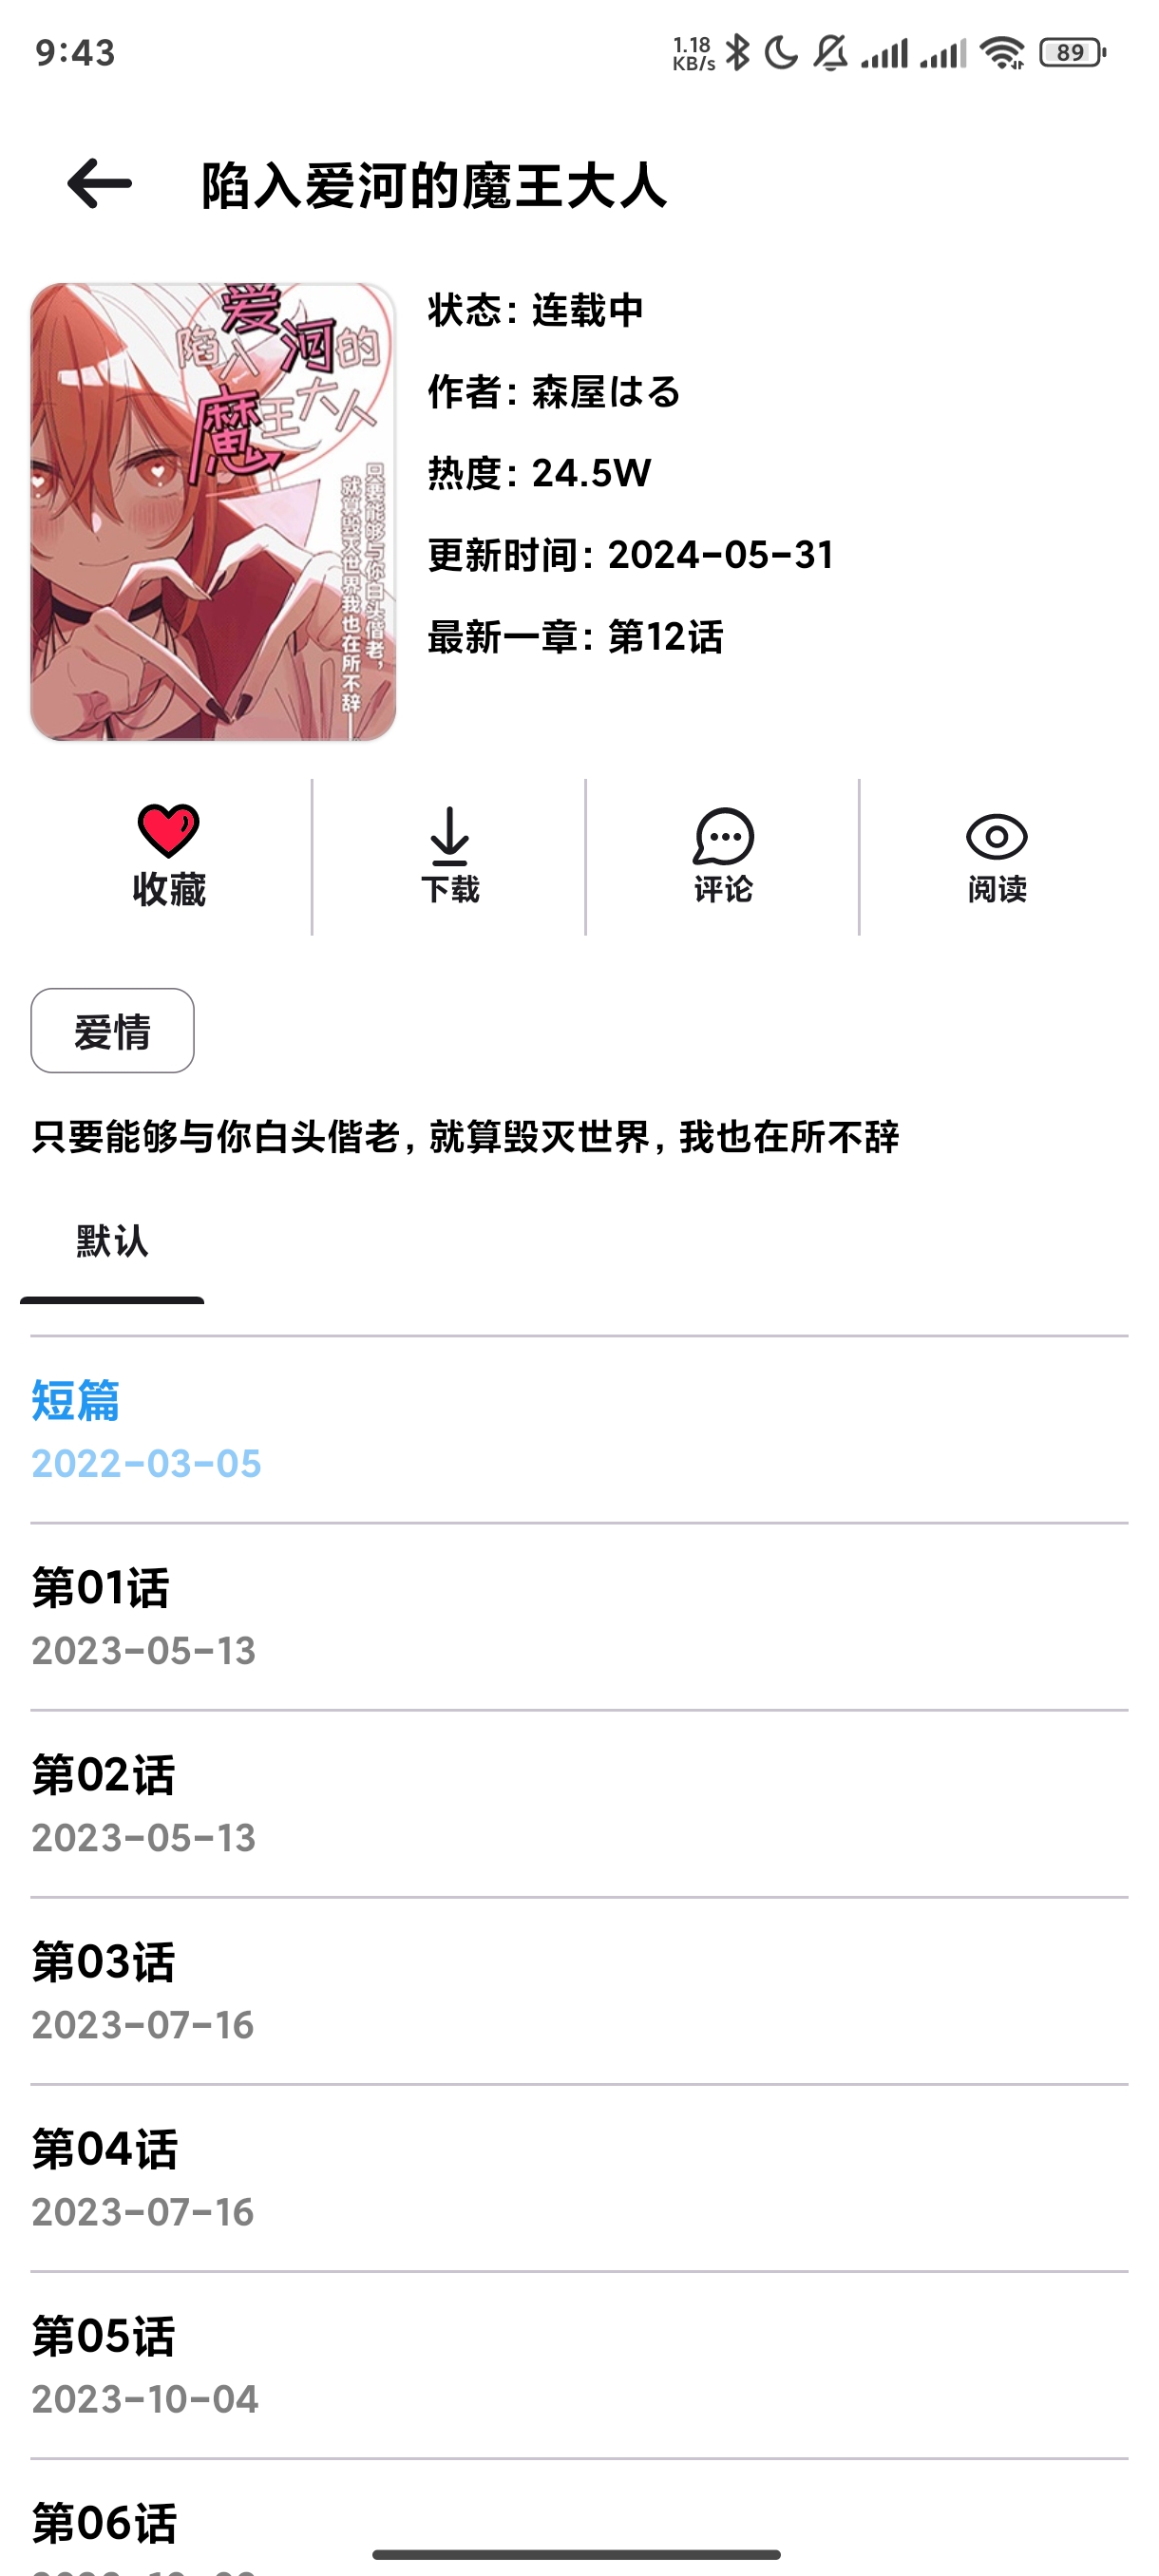 9:43
1.18
KB/s
89
陷入爱河的魔王大人
爱
陷入河的
魔王大人
只要能够与你白头偕老，
就算毁灭世界我也在所不辞——
状态：连载中
作者：森屋はる
热度：24.5W
更新时间：2024-05-31
最新一章：第12话
收藏
下载
评论
阅读
爱情
只要能够与你白头偕老，就算毁灭世界，我也在所不辞
默认
短篇
2022-03-05
第01话
2023-05-13
第02话
2023-05-13
第03话
2023-07-16
第04话
2023-07-16
第05话
2023-10-04
第06话